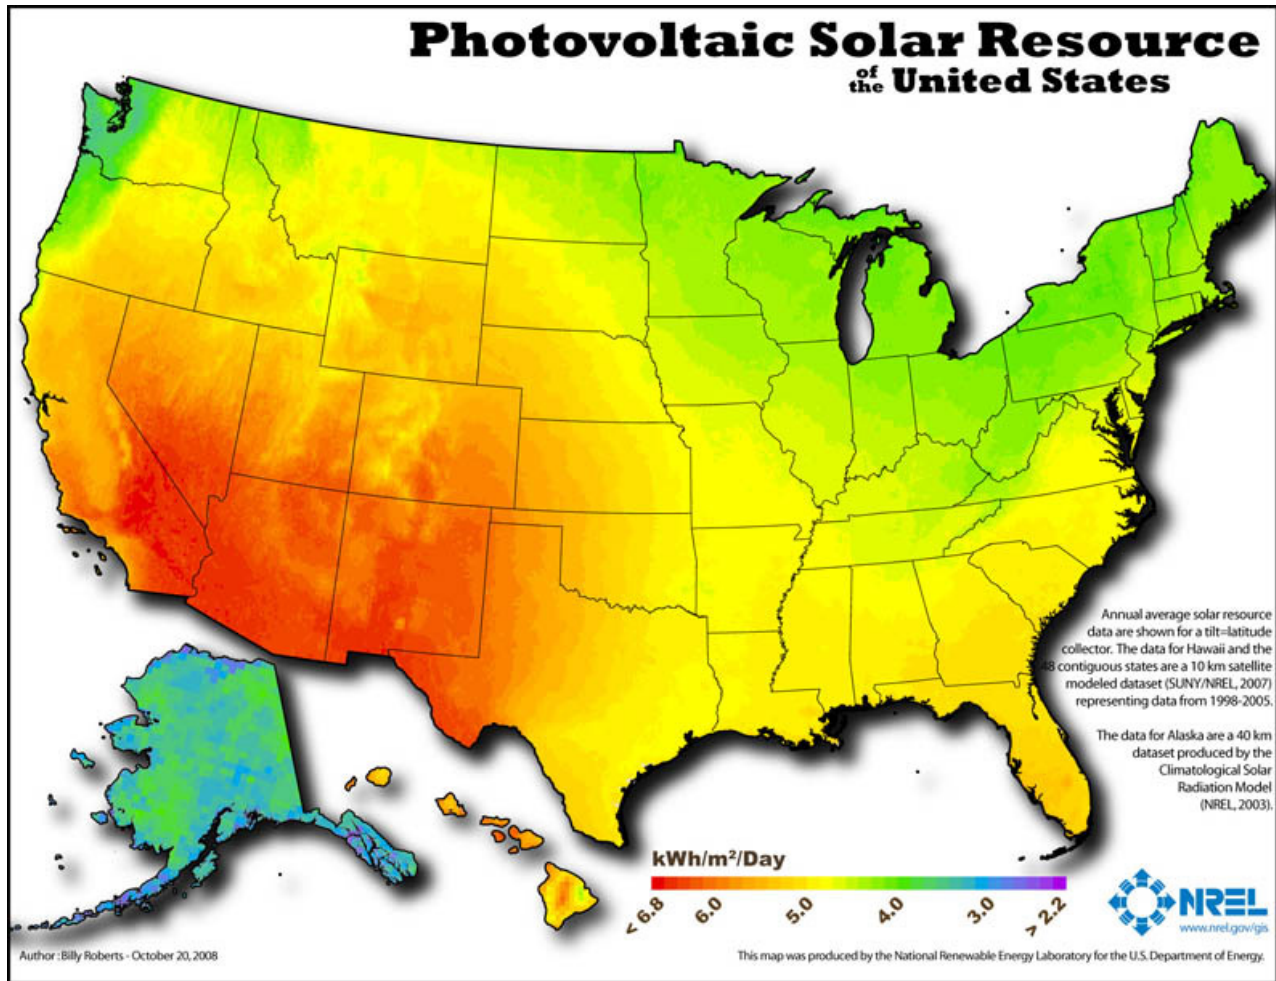 Photovoltaic Solar Resource
of the United States
Annual average solar resource
data are shown for a tilt=latitude
collector. The data for Hawaii and the
48 contiguous states are a 10 km satellite
modeled dataset (SUNY/NREL, 2007)
representing data from 1998-2005.
The data for Alaska are a 40 km
dataset produced by the
Climatological Solar
Radiation Model
(NREL, 2003).
kWh/m²/Day
< 6.8 6.0 5.0 4.0 3.0 > 2.2
NREL
www.nrel.gov/gis
Author : Billy Roberts - October 20, 2008
This map was produced by the National Renewable Energy Laboratory for the U.S. Department of Energy.